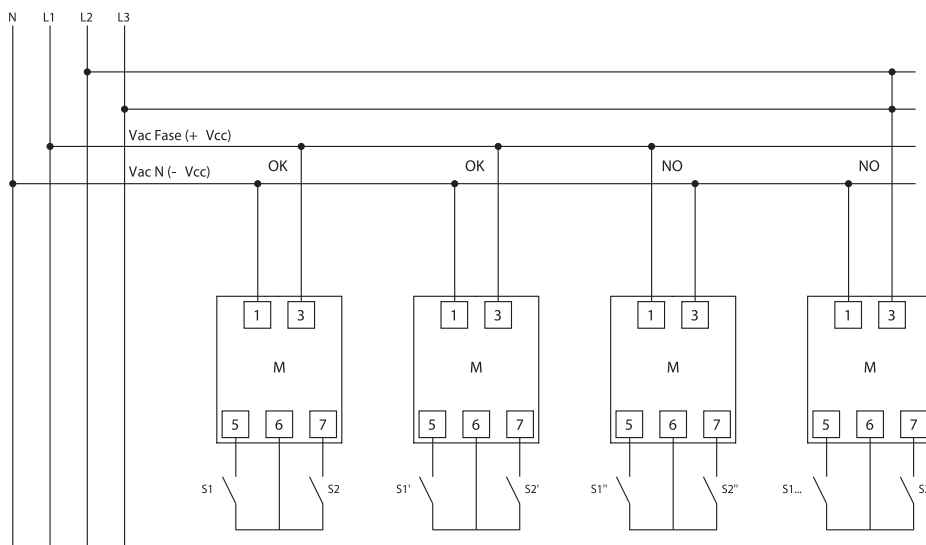 N L1 L2 L3
Vac Fase (+ Vcc)
Vac N (- Vcc) OK OK NO NO
1 3 1 3 1 3 1 3
M M M M
5 6 7 5 6 7 5 6 7 5 6 7
S1 S2 S1' S2' S1" S2" S1...